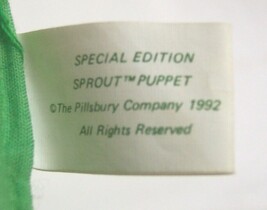 SPECIAL EDITION
SPROUT™ PUPPET
©The Pillsbury Company 1992
All Rights Reserved